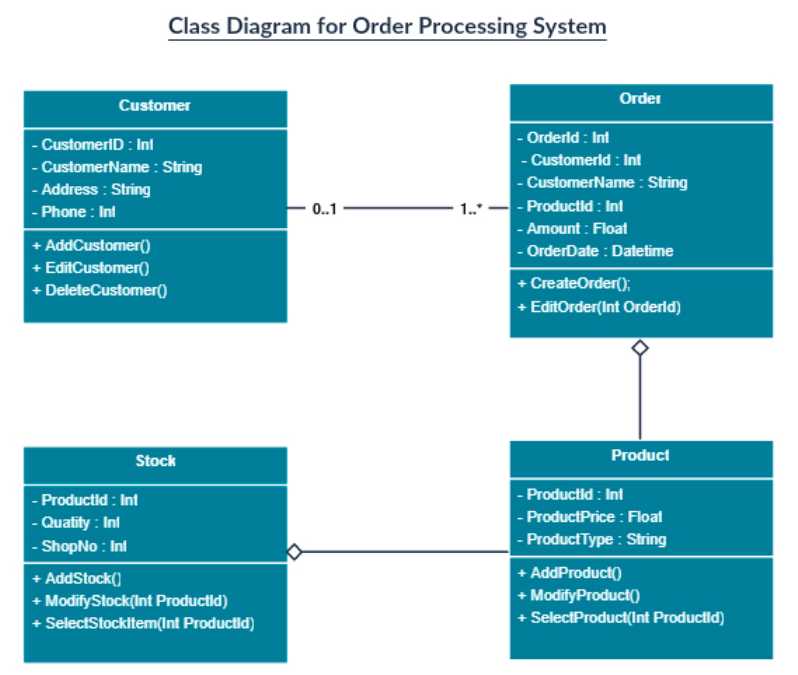 Class Diagram for Order Processing System
Customer
- CustomerID : Int
- CustomerName : String
- Address : String
- Phone : Int
+ AddCustomer()
+ EditCustomer()
+ DeleteCustomer()
0..1
1..*
Order
- OrderId : Int
- CustomerId : Int
- CustomerName : String
- ProductId : Int
- Amount : Float
- OrderDate : Datetime
+ CreateOrder();
+ EditOrder(Int OrderId)
Stock
- ProductId : Int
- Quatity : Int
- ShopNo : Int
+ AddStock()
+ ModifyStock(Int ProductId)
+ SelectStockItem(Int ProductId)
Product
- ProductId : Int
- ProductPrice : Float
- ProductType : String
+ AddProduct()
+ ModifyProduct()
+ SelectProduct(Int ProductId)